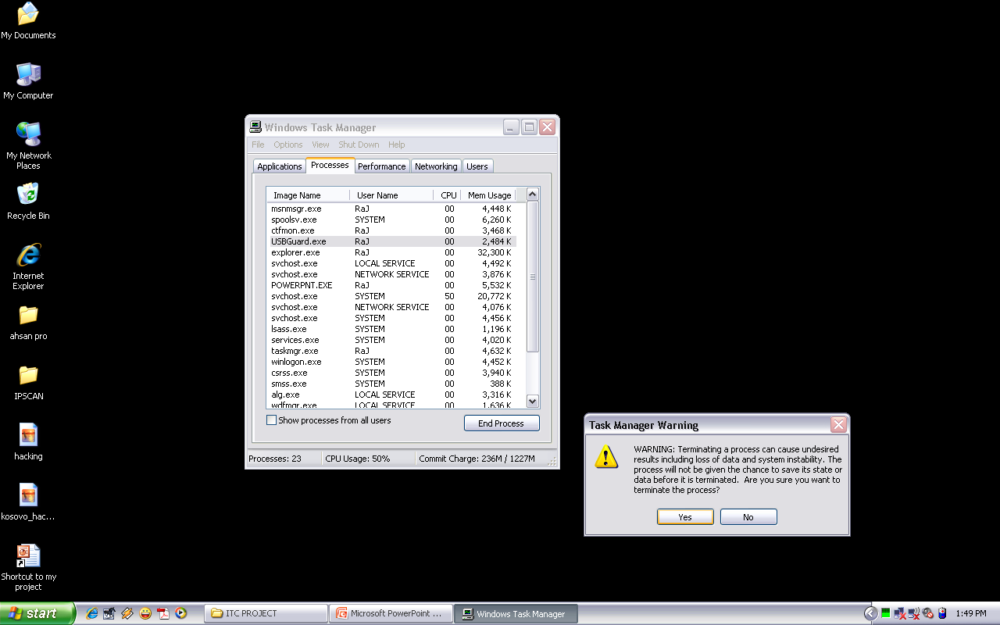 My Documents
My Computer
My Network
Places
Recycle Bin
Internet
Explorer
ahsan pro
IPSCAN
hacking
kosovo_hac...
Shortcut to my
project
Windows Task Manager
File Options View Shut Down Help
Applications Processes Performance Networking Users
Image Name User Name CPU Mem Usage
msnmsgr.exe RaJ 00 4,448 K
spoolsv.exe SYSTEM 00 6,260 K
ctfmon.exe RaJ 00 3,468 K
USBGuard.exe RaJ 00 2,484 K
explorer.exe RaJ 00 32,300 K
svchost.exe LOCAL SERVICE 00 4,492 K
svchost.exe NETWORK SERVICE 00 3,876 K
POWERPNT.EXE RaJ 00 5,532 K
svchost.exe SYSTEM 50 20,772 K
svchost.exe NETWORK SERVICE 00 4,076 K
svchost.exe SYSTEM 00 4,456 K
lsass.exe SYSTEM 00 1,196 K
services.exe SYSTEM 00 4,020 K
taskmgr.exe RaJ 00 4,632 K
winlogon.exe SYSTEM 00 4,452 K
csrss.exe SYSTEM 00 3,940 K
smss.exe SYSTEM 00 388 K
alg.exe LOCAL SERVICE 00 3,316 K
wdfmgr.exe LOCAL SERVICE 00 1,636 K
Show processes from all users
End Process
Processes: 23 CPU Usage: 50% Commit Charge: 236M / 1227M
Task Manager Warning
WARNING: Terminating a process can cause undesired
results including loss of data and system instability. The
process will not be given the chance to save its state or
data before it is terminated. Are you sure you want to
terminate the process?
Yes No
start ITC PROJECT Microsoft PowerPoint ... Windows Task Manager 1:49 PM